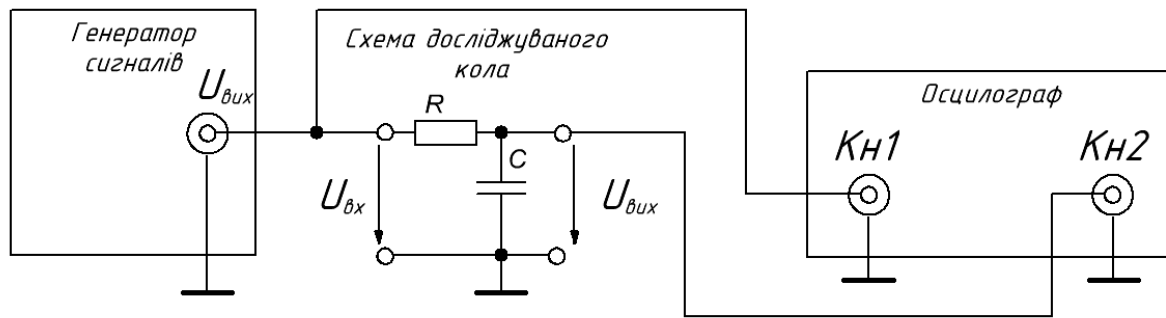 Генератор
сигналів
Uвих
Схема досліджуваного
кола
R
C
Uвх
Uвих
Осцилограф
Кн1
Кн2